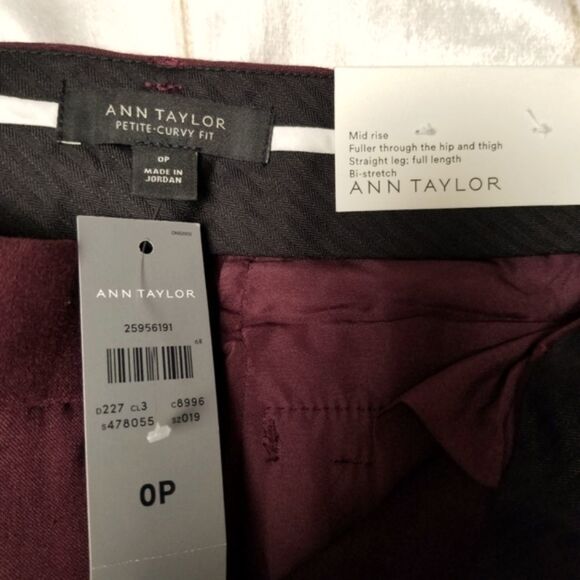 ANN TAYLOR
PETITE-CURVY FIT
0P
MADE IN
JORDAN
Mid rise
Fuller through the hip and thigh
Straight leg: full length
Bi-stretch
ANN TAYLOR
ANN TAYLOR
25956191
D227 CL3 C8996
S478055 SZ019
0P